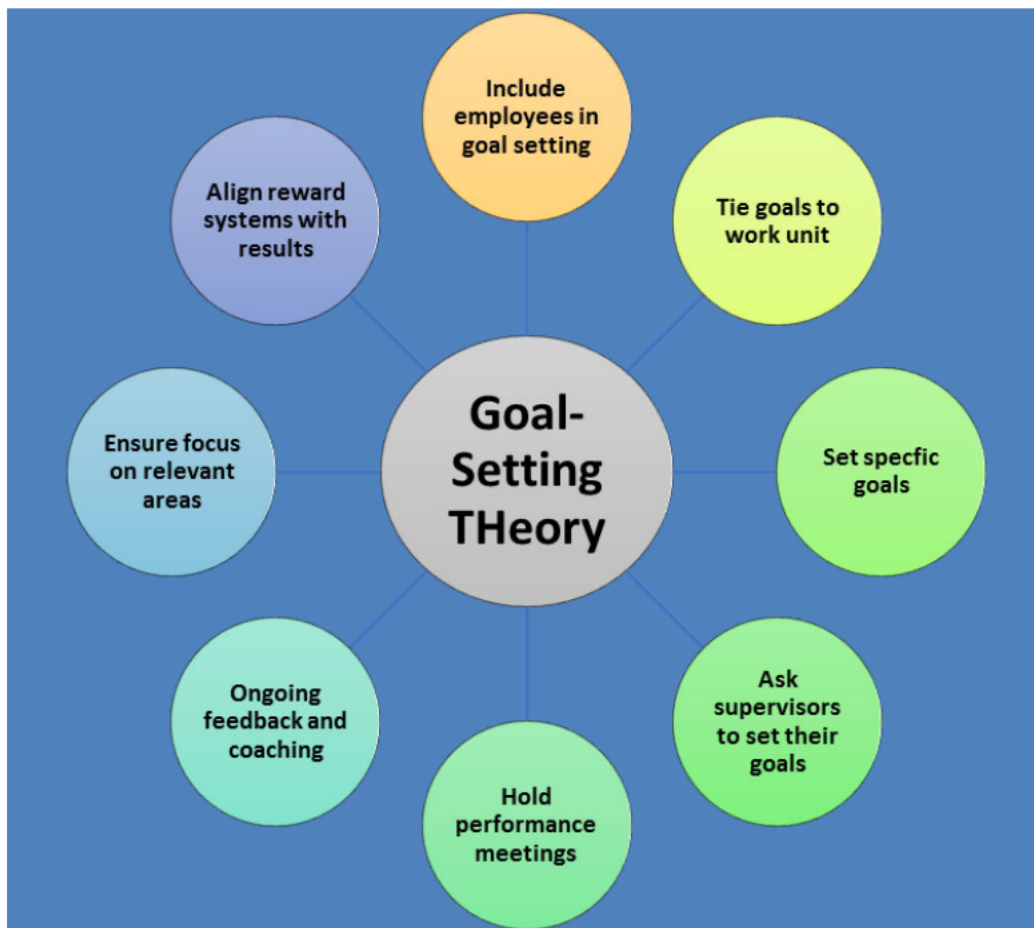 Include
employees in
goal setting
Tie goals to
work unit
Set specfic
goals
Ask
supervisors
to set their
goals
Hold
performance
meetings
Ongoing
feedback and
coaching
Ensure focus
on relevant
areas
Align reward
systems with
results
Goal-
Setting
THeory